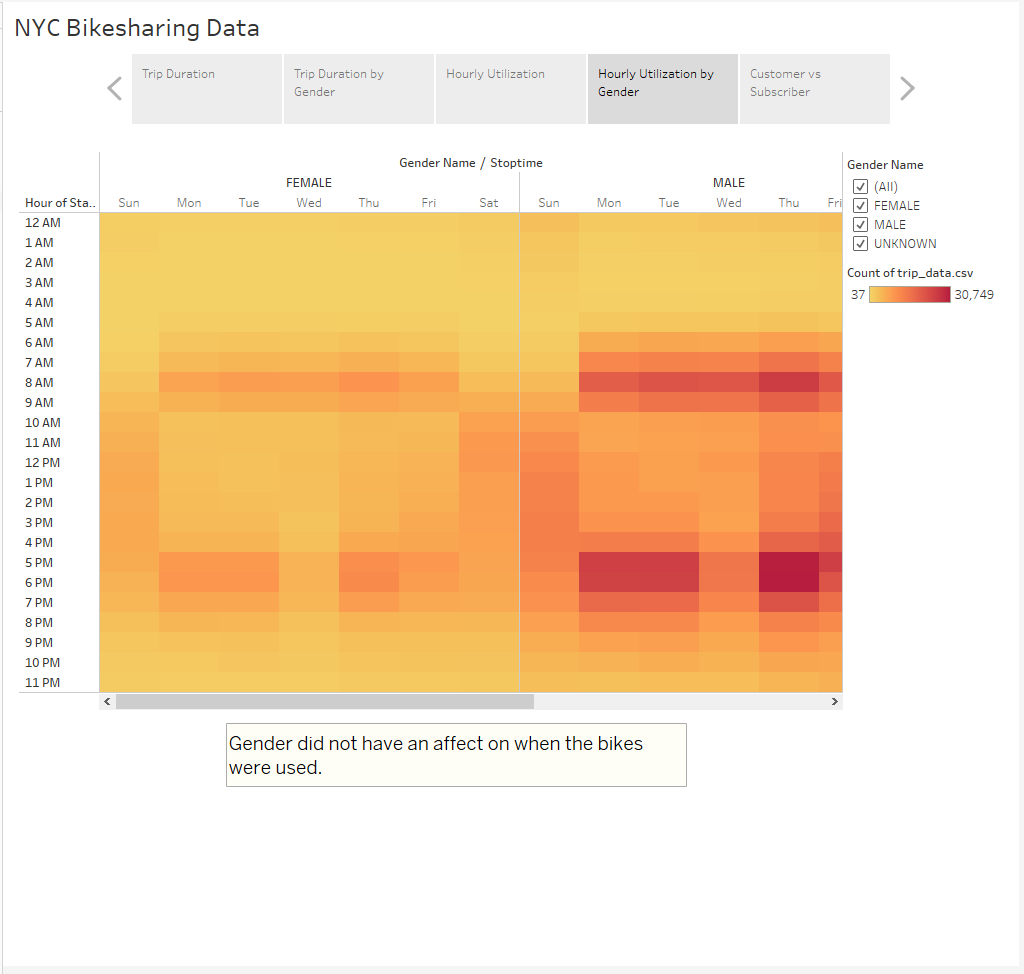 NYC Bikesharing Data
Trip Duration
Trip Duration by
Gender
Hourly Utilization
Hourly Utilization by
Gender
Customer vs
Subscriber
Gender Name / Stoptime
FEMALE MALE
Hour of Sta.. Sun Mon Tue Wed Thu Fri Sat Sun Mon Tue Wed Thu Fri
12 AM
1 AM
2 AM
3 AM
4 AM
5 AM
6 AM
7 AM
8 AM
9 AM
10 AM
11 AM
12 PM
1 PM
2 PM
3 PM
4 PM
5 PM
6 PM
7 PM
8 PM
9 PM
10 PM
11 PM
Gender Name
(All)
FEMALE
MALE
UNKNOWN
Count of trip_data.csv
37 30,749
Gender did not have an affect on when the bikes
were used.